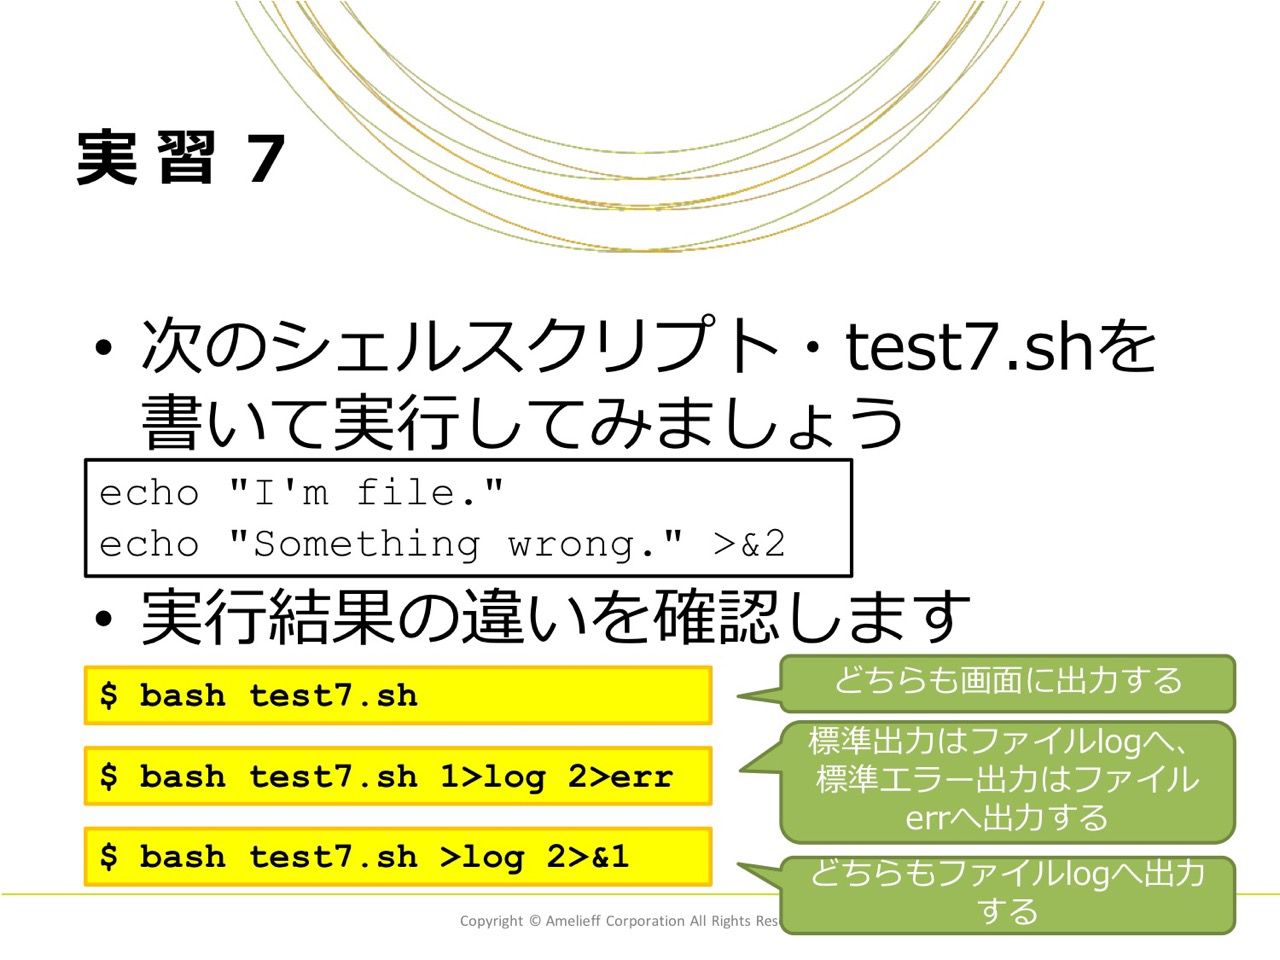 実習 7
• 次のシェルスクリプト・test7.shを
書いて実行してみましょう
echo "I'm file."
echo "Something wrong." >&2
• 実行結果の違いを確認します
$ bash test7.sh
どちらも画面に出力する
$ bash test7.sh 1>log 2>err
標準出力はファイルlogへ、
標準エラー出力はファイル
errへ出力する
$ bash test7.sh >log 2>&1
どちらもファイルlogへ出力
する
Copyright © Amelieff Corporation All Rights